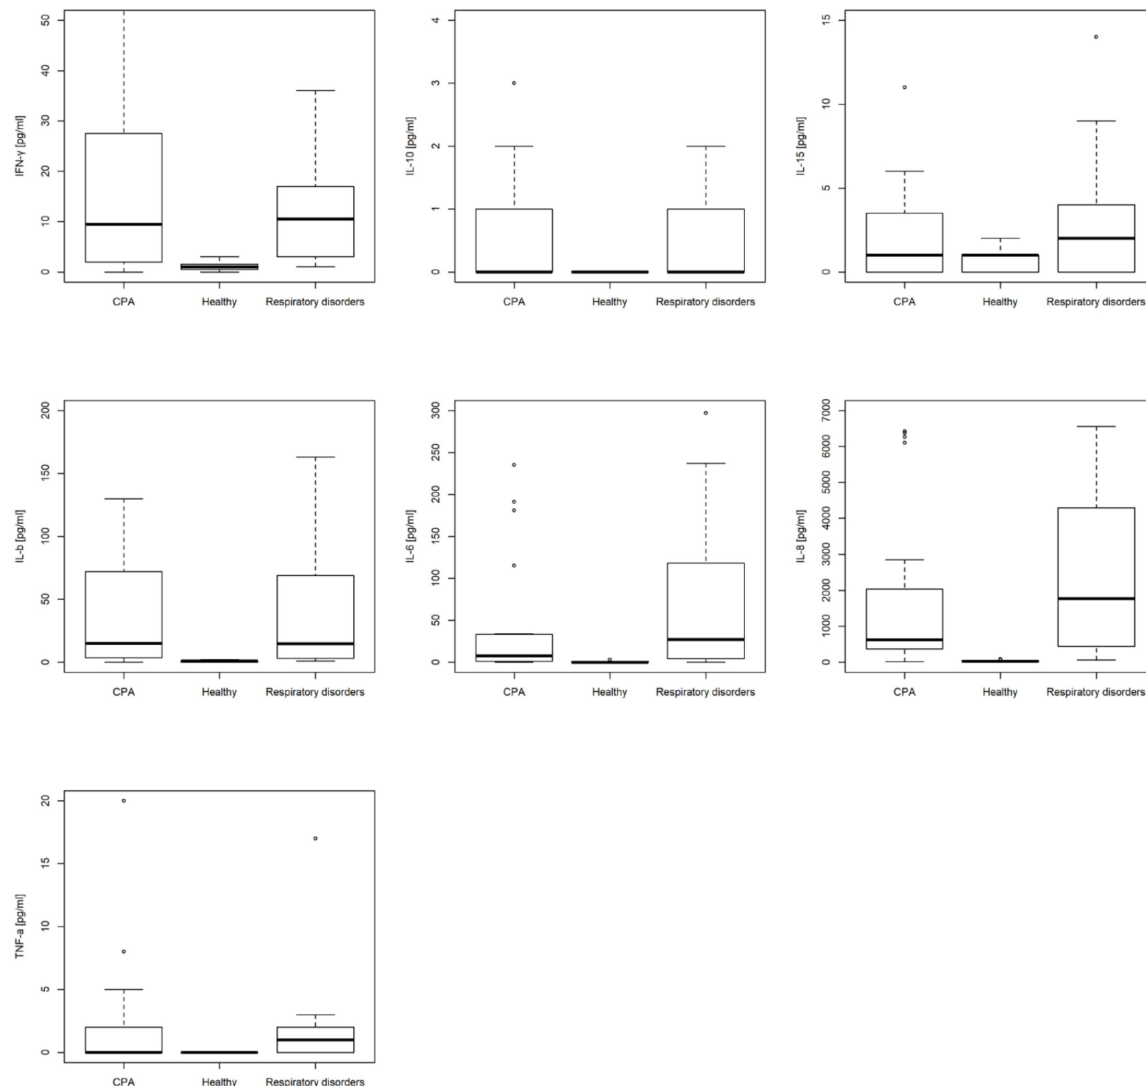 IFN-γ [pg/ml]
50
40
30
20
10
0
CPA Healthy Respiratory disorders
IL-10 [pg/ml]
4
3
2
1
0
CPA Healthy Respiratory disorders
IL-15 [pg/ml]
15
10
5
0
CPA Healthy Respiratory disorders
IL-b [pg/ml]
200
150
100
50
0
CPA Healthy Respiratory disorders
IL-6 [pg/ml]
300
250
200
150
100
50
0
CPA Healthy Respiratory disorders
IL-8 [pg/ml]
7000
6000
5000
4000
3000
2000
1000
0
CPA Healthy Respiratory disorders
TNF-a [pg/ml]
20
15
10
5
0
CPA Healthy Respiratory disorders